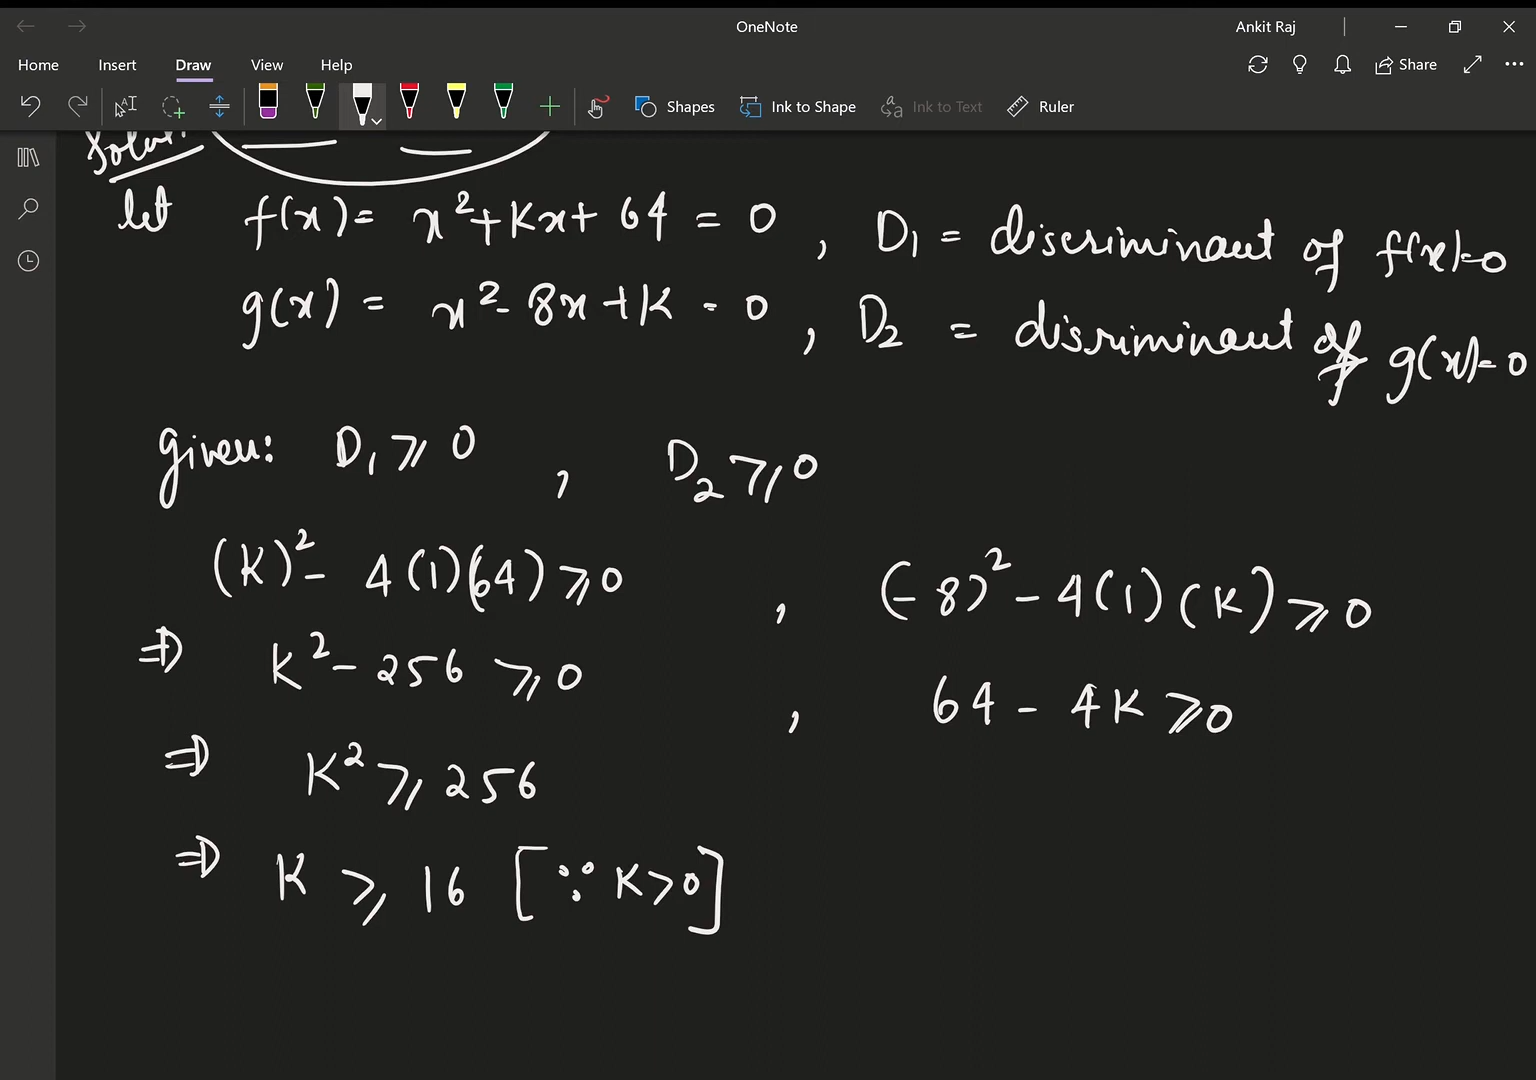 OneNote
Ankit Raj
Home Insert Draw View Help
Share
Shapes Ink to Shape Ink to Text Ruler
let f(x) = x²+Kx+ 64 = 0 , D₁ = discriminant of f(x)=0
g(x) = x²- 8x+K = 0 , D₂ = discriminant of g(x)=0
given: D₁ ⩾ 0 , D₂ ⩾ 0
(K)² - 4(1)(64) ⩾ 0 , (-8)² - 4(1)(K) ⩾ 0
⇒ K² - 256 ⩾ 0 , 64 - 4K ⩾ 0
⇒ K² ⩾ 256
⇒ K ⩾ 16 [∵ K>0]